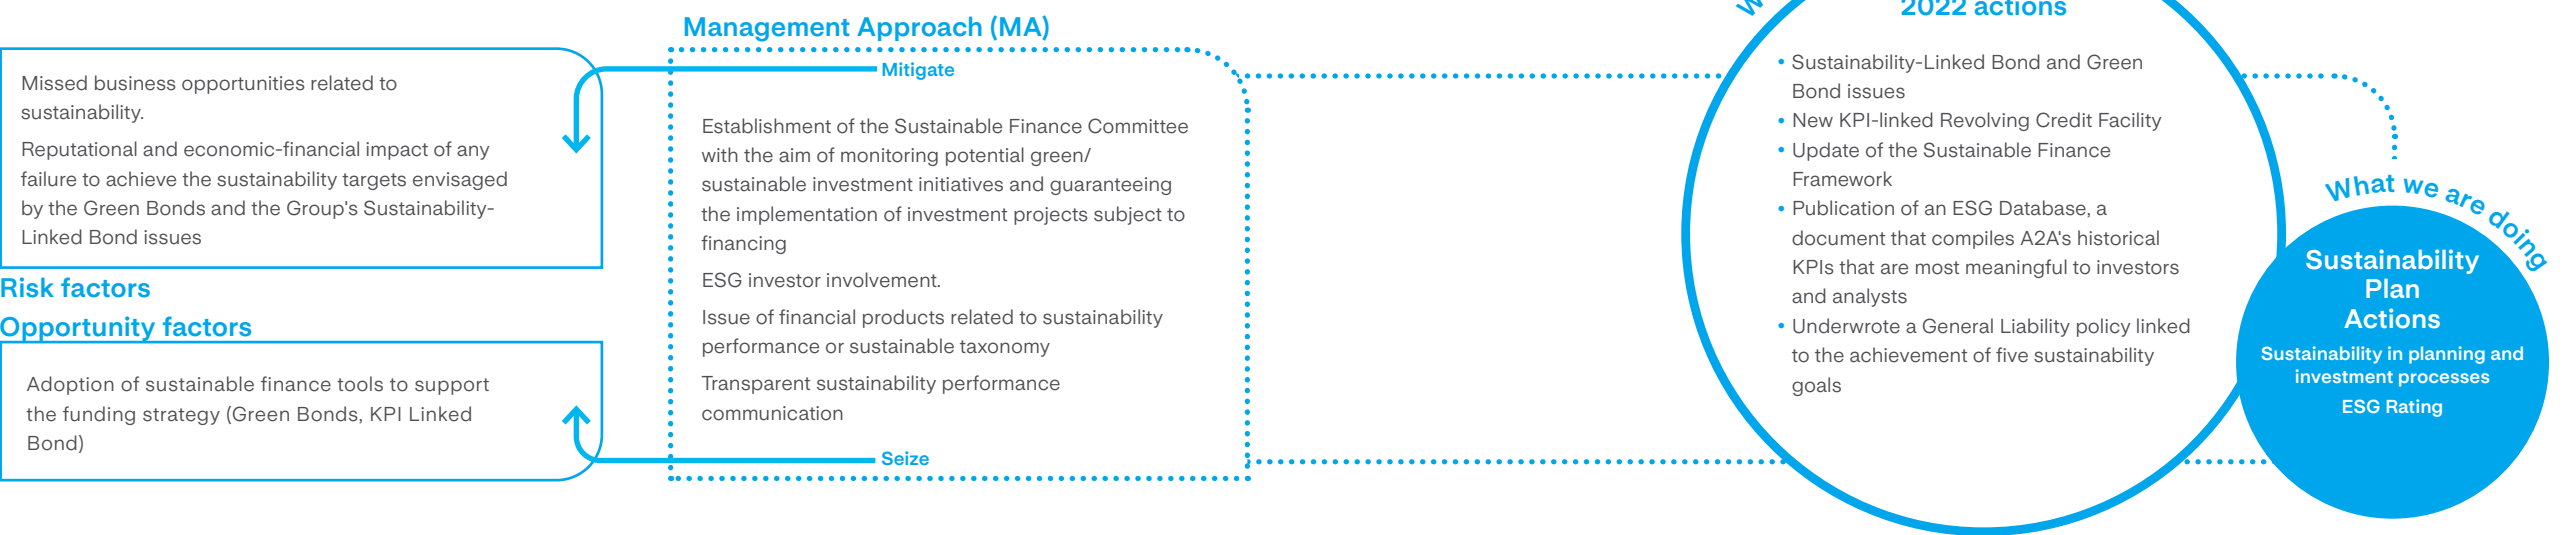 Management Approach (MA)
Missed business opportunities related to
sustainability.
Reputational and economic-financial impact of any
failure to achieve the sustainability targets envisaged
by the Green Bonds and the Group's Sustainability-
Linked Bond issues
Risk factors
Opportunity factors
Adoption of sustainable finance tools to support
the funding strategy (Green Bonds, KPI Linked
Bond)
Mitigate
Establishment of the Sustainable Finance Committee
with the aim of monitoring potential green/
sustainable investment initiatives and guaranteeing
the implementation of investment projects subject to
financing
ESG investor involvement.
Issue of financial products related to sustainability
performance or sustainable taxonomy
Transparent sustainability performance
communication
Seize
2022 actions
• Sustainability-Linked Bond and Green
Bond issues
• New KPI-linked Revolving Credit Facility
• Update of the Sustainable Finance
Framework
• Publication of an ESG Database, a
document that compiles A2A's historical
KPIs that are most meaningful to investors
and analysts
• Underwrote a General Liability policy linked
to the achievement of five sustainability
goals
What we are doing
Sustainability
Plan
Actions
Sustainability in planning and
investment processes
ESG Rating